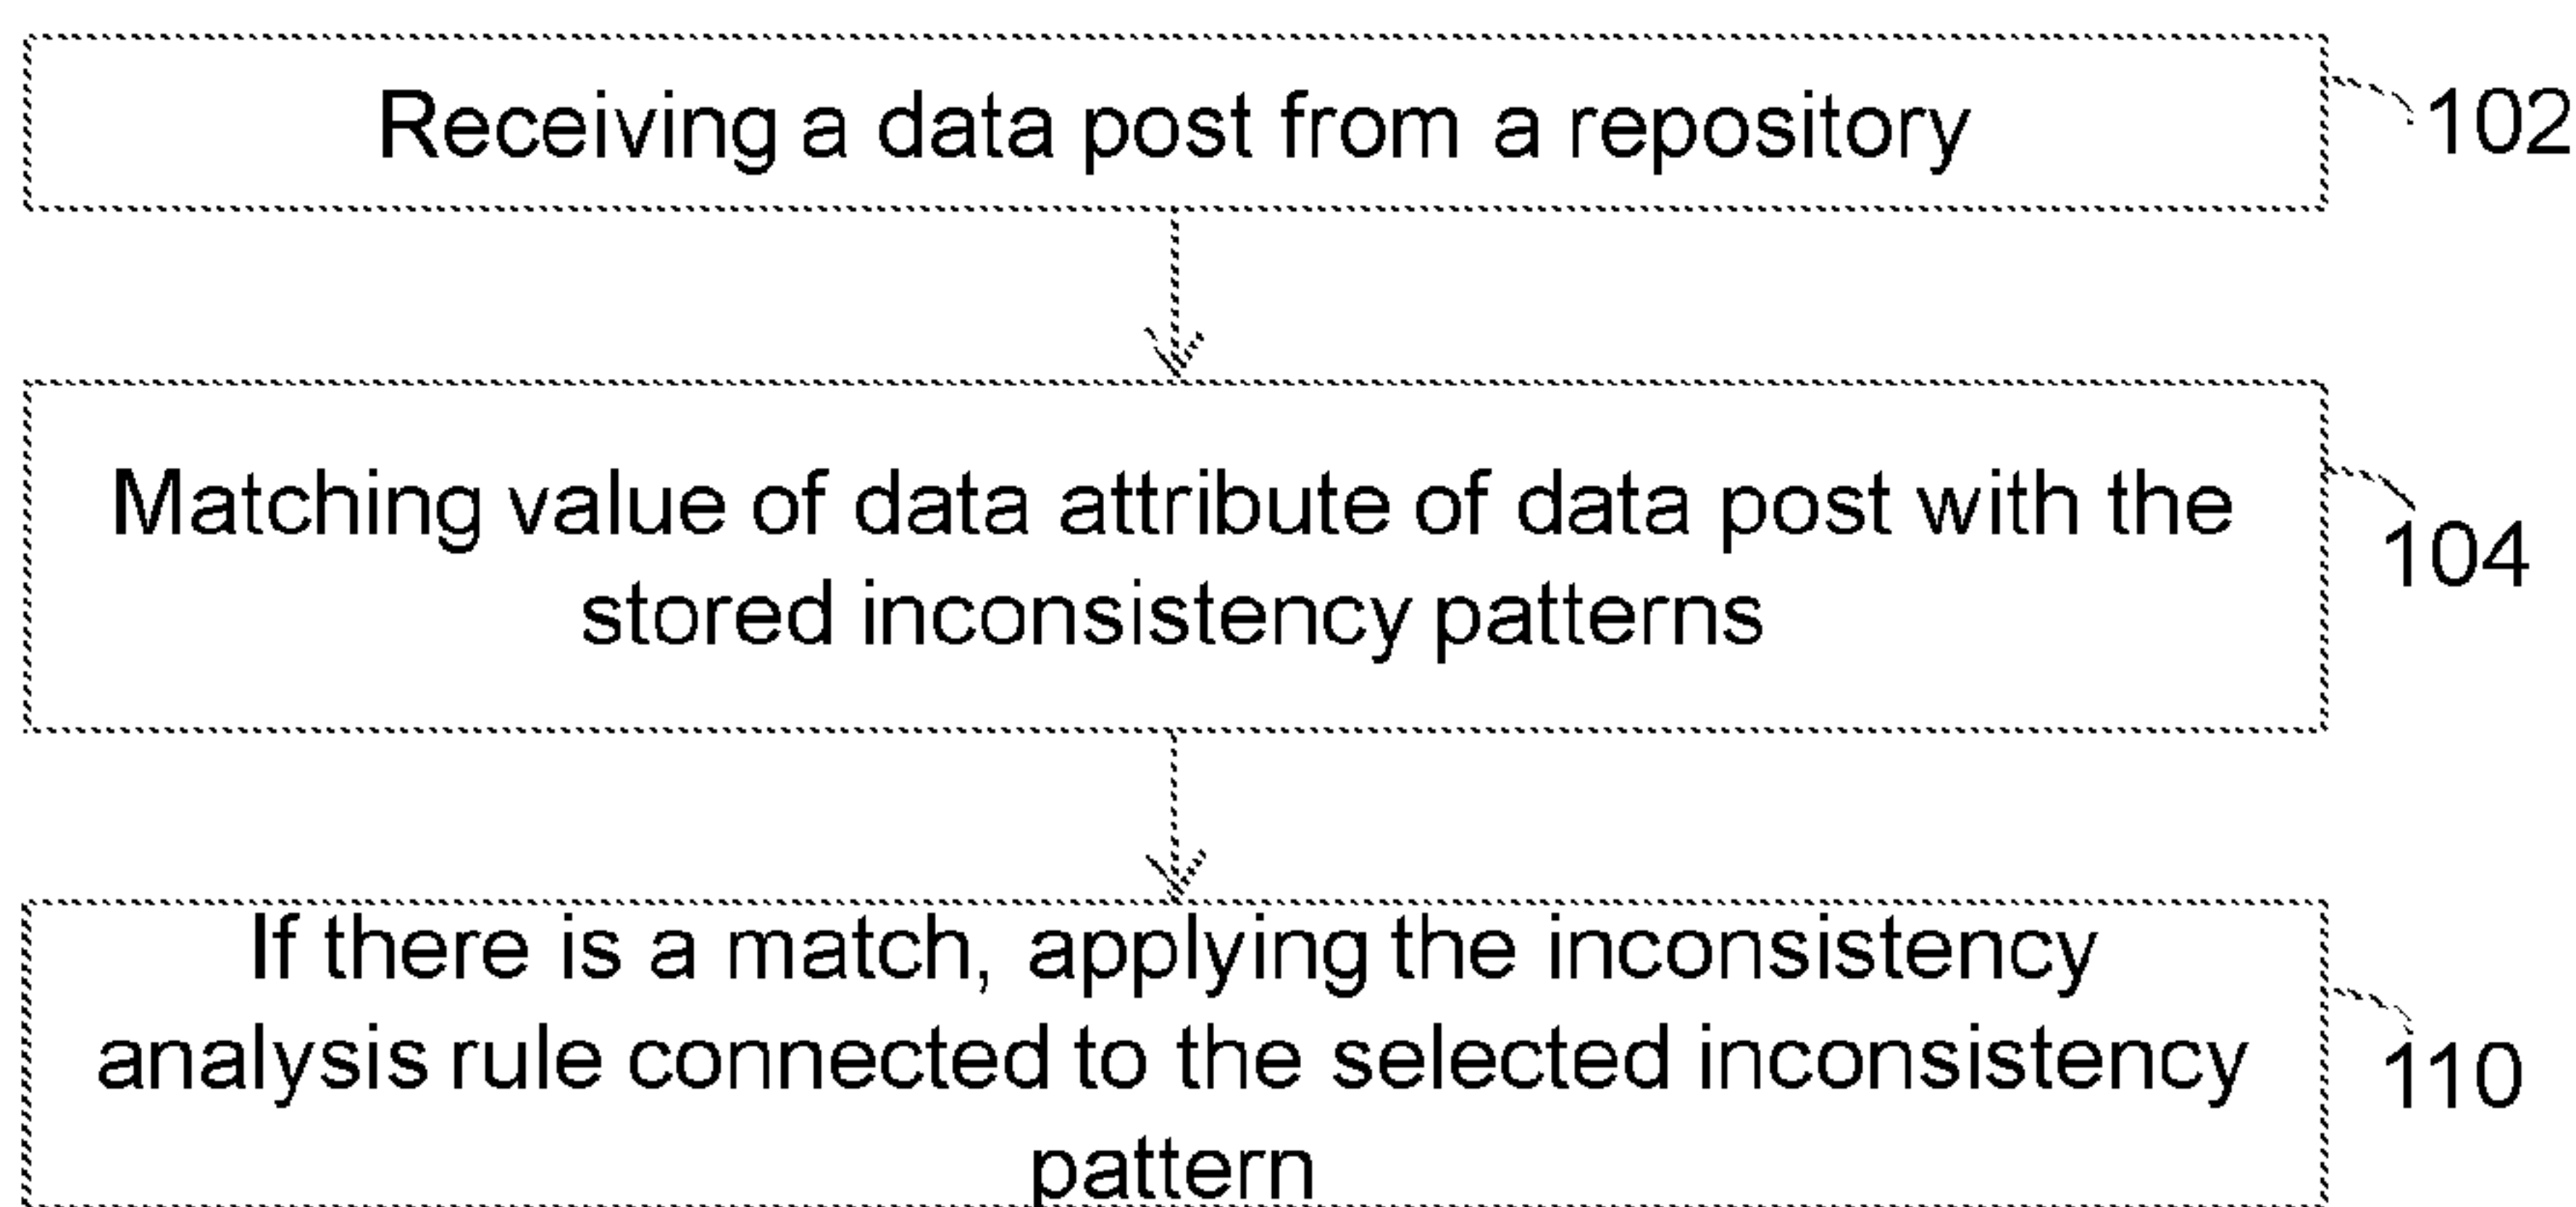 Receiving a data post from a repository
102
Matching value of data attribute of data post with the
stored inconsistency patterns
104
If there is a match, applying the inconsistency
analysis rule connected to the selected inconsistency
pattern
110